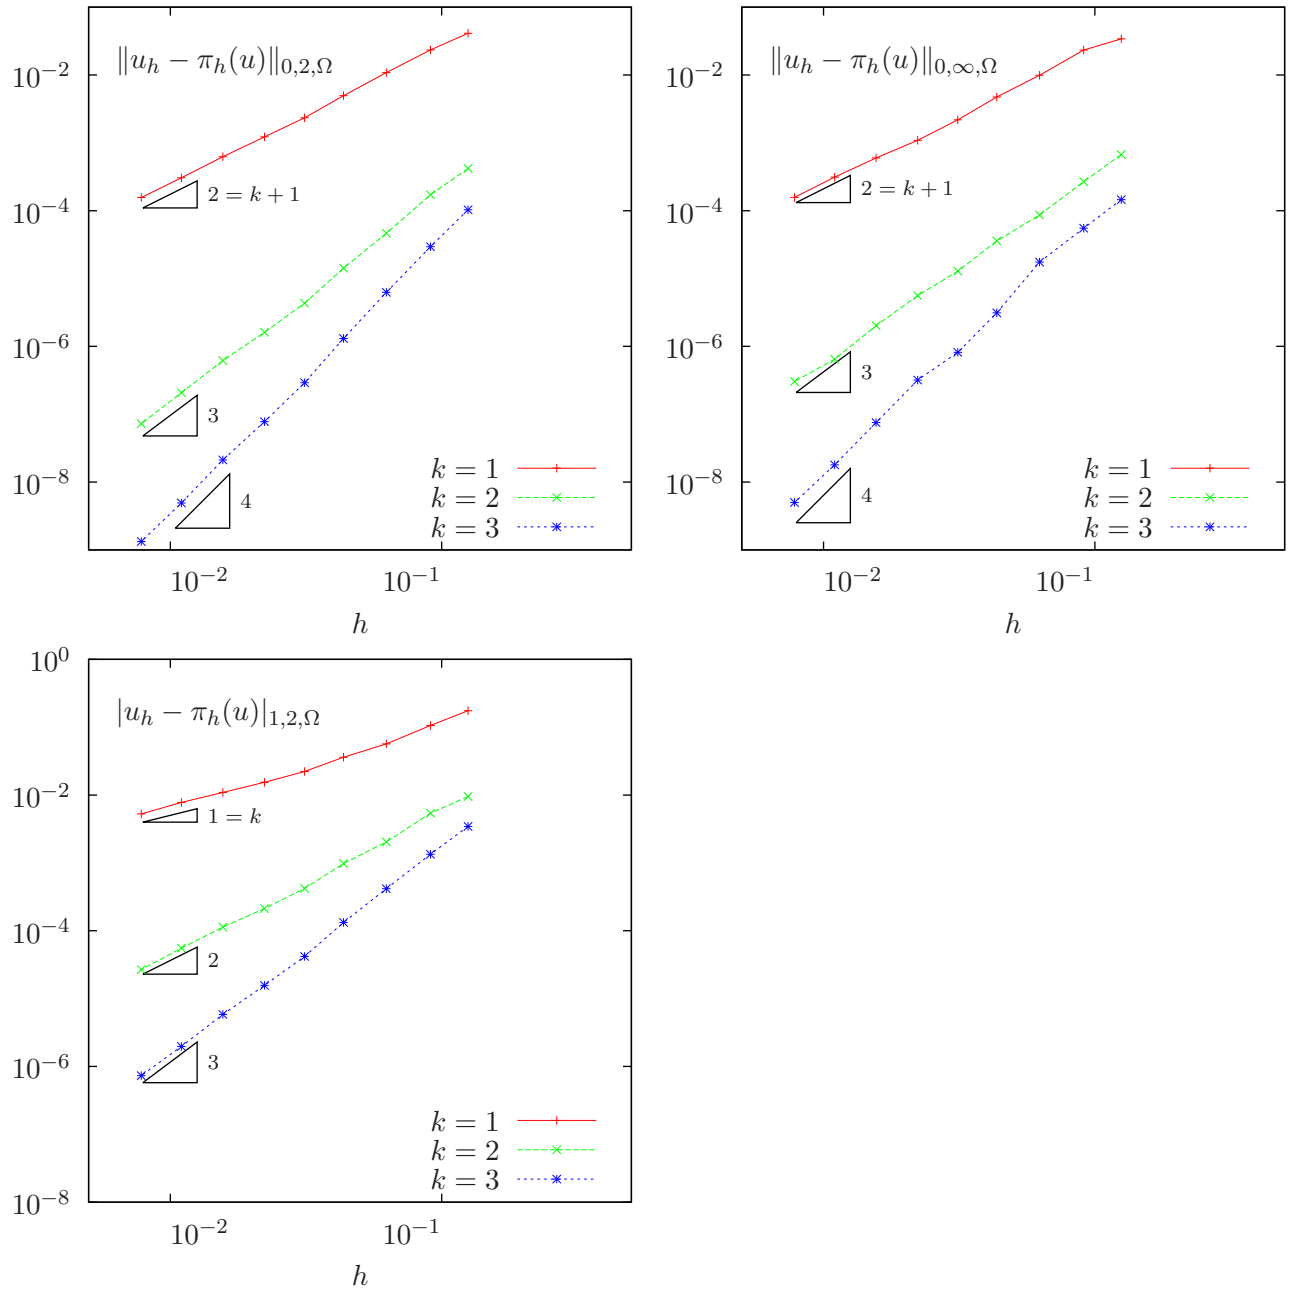 ‖u_h − π_h(u)‖_{0,2,Ω}
10^{−2}
2 = k + 1
10^{−4}
10^{−6}
3
10^{−8}
4
k = 1
k = 2
k = 3
10^{−2} 10^{−1}
h
‖u_h − π_h(u)‖_{0,∞,Ω}
10^{−2}
2 = k + 1
10^{−4}
10^{−6}
3
10^{−8}
4
k = 1
k = 2
k = 3
10^{−2} 10^{−1}
h
10^{0}
|u_h − π_h(u)|_{1,2,Ω}
10^{−2}
1 = k
10^{−4}
2
10^{−6}
3
k = 1
k = 2
k = 3
10^{−8}
10^{−2} 10^{−1}
h